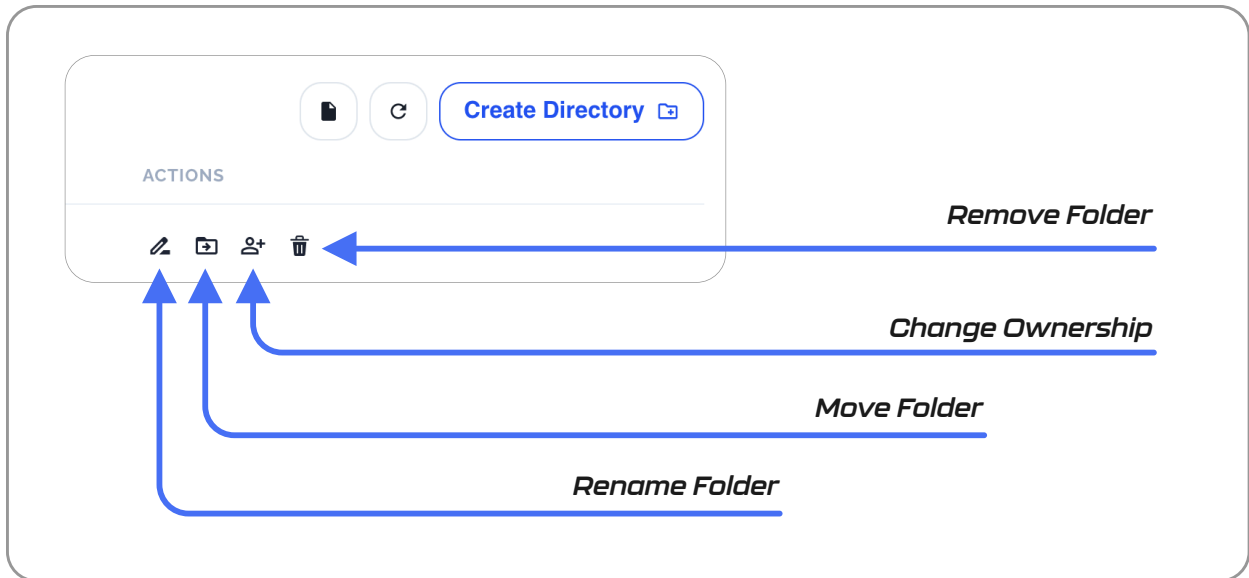 Create Directory
ACTIONS
Remove Folder
Change Ownership
Move Folder
Rename Folder